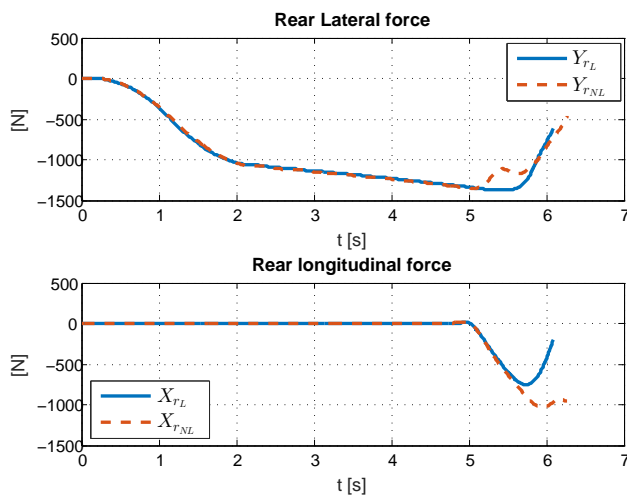 Rear Lateral force
500
0
−500
−1000
−1500
[N]
Y_{r_L}
Y_{r_{NL}}
0 1 2 3 4 5 6 7
t [s]
Rear longitudinal force
500
0
−500
−1000
−1500
[N]
X_{r_L}
X_{r_{NL}}
0 1 2 3 4 5 6 7
t [s]